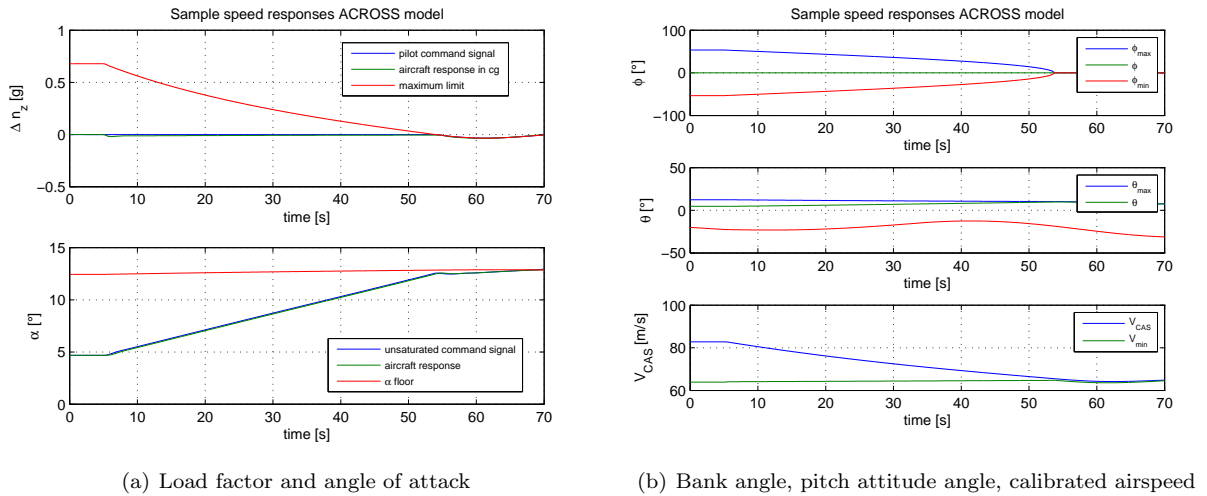 Sample speed responses ACROSS model
1
0.5
0
−0.5
Δ n_z [g]
pilot command signal
aircraft response in cg
maximum limit
0 10 20 30 40 50 60 70
time [s]
15
10
5
0
α [°]
unsaturated command signal
aircraft response
α floor
0 10 20 30 40 50 60 70
time [s]
(a) Load factor and angle of attack
Sample speed responses ACROSS model
100
0
−100
ϕ [°]
ϕ_max
ϕ
ϕ_min
0 10 20 30 40 50 60 70
time [s]
50
0
−50
θ [°]
θ_max
θ
0 10 20 30 40 50 60 70
time [s]
100
80
60
V_CAS [m/s]
V_CAS
V_min
0 10 20 30 40 50 60 70
time [s]
(b) Bank angle, pitch attitude angle, calibrated airspeed